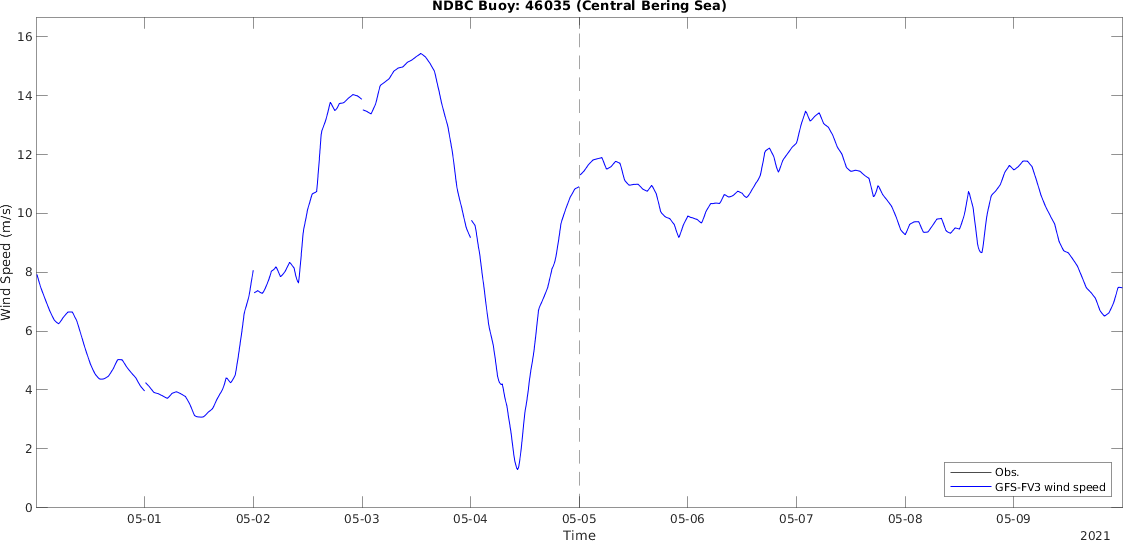 NDBC Buoy: 46035 (Central Bering Sea)
16
14
12
10
8
6
4
2
0
Wind Speed (m/s)
Obs.
GFS-FV3 wind speed
05-01 05-02 05-03 05-04 05-05 05-06 05-07 05-08 05-09
Time
2021